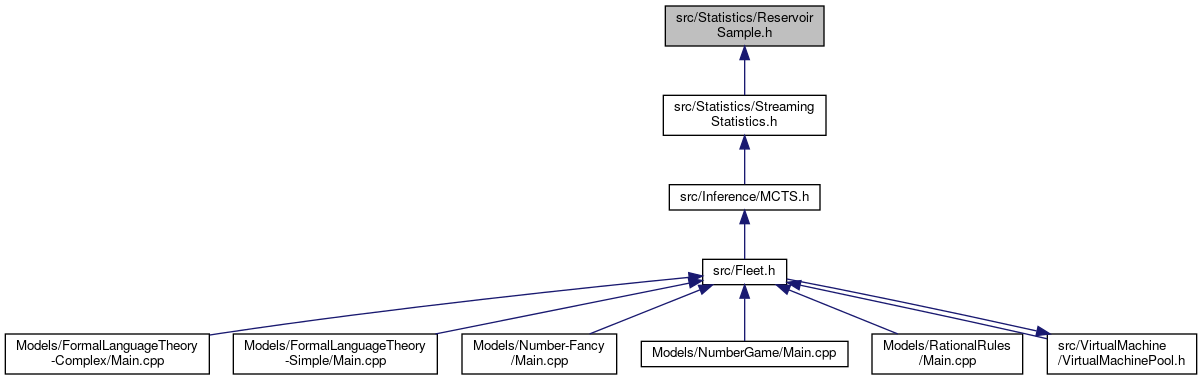 src/Statistics/Reservoir
Sample.h
src/Statistics/Streaming
Statistics.h
src/Inference/MCTS.h
src/Fleet.h
Models/FormalLanguageTheory
-Complex/Main.cpp
Models/FormalLanguageTheory
-Simple/Main.cpp
Models/Number-Fancy
/Main.cpp
Models/NumberGame/Main.cpp
Models/RationalRules
/Main.cpp
src/VirtualMachine
/VirtualMachinePool.h